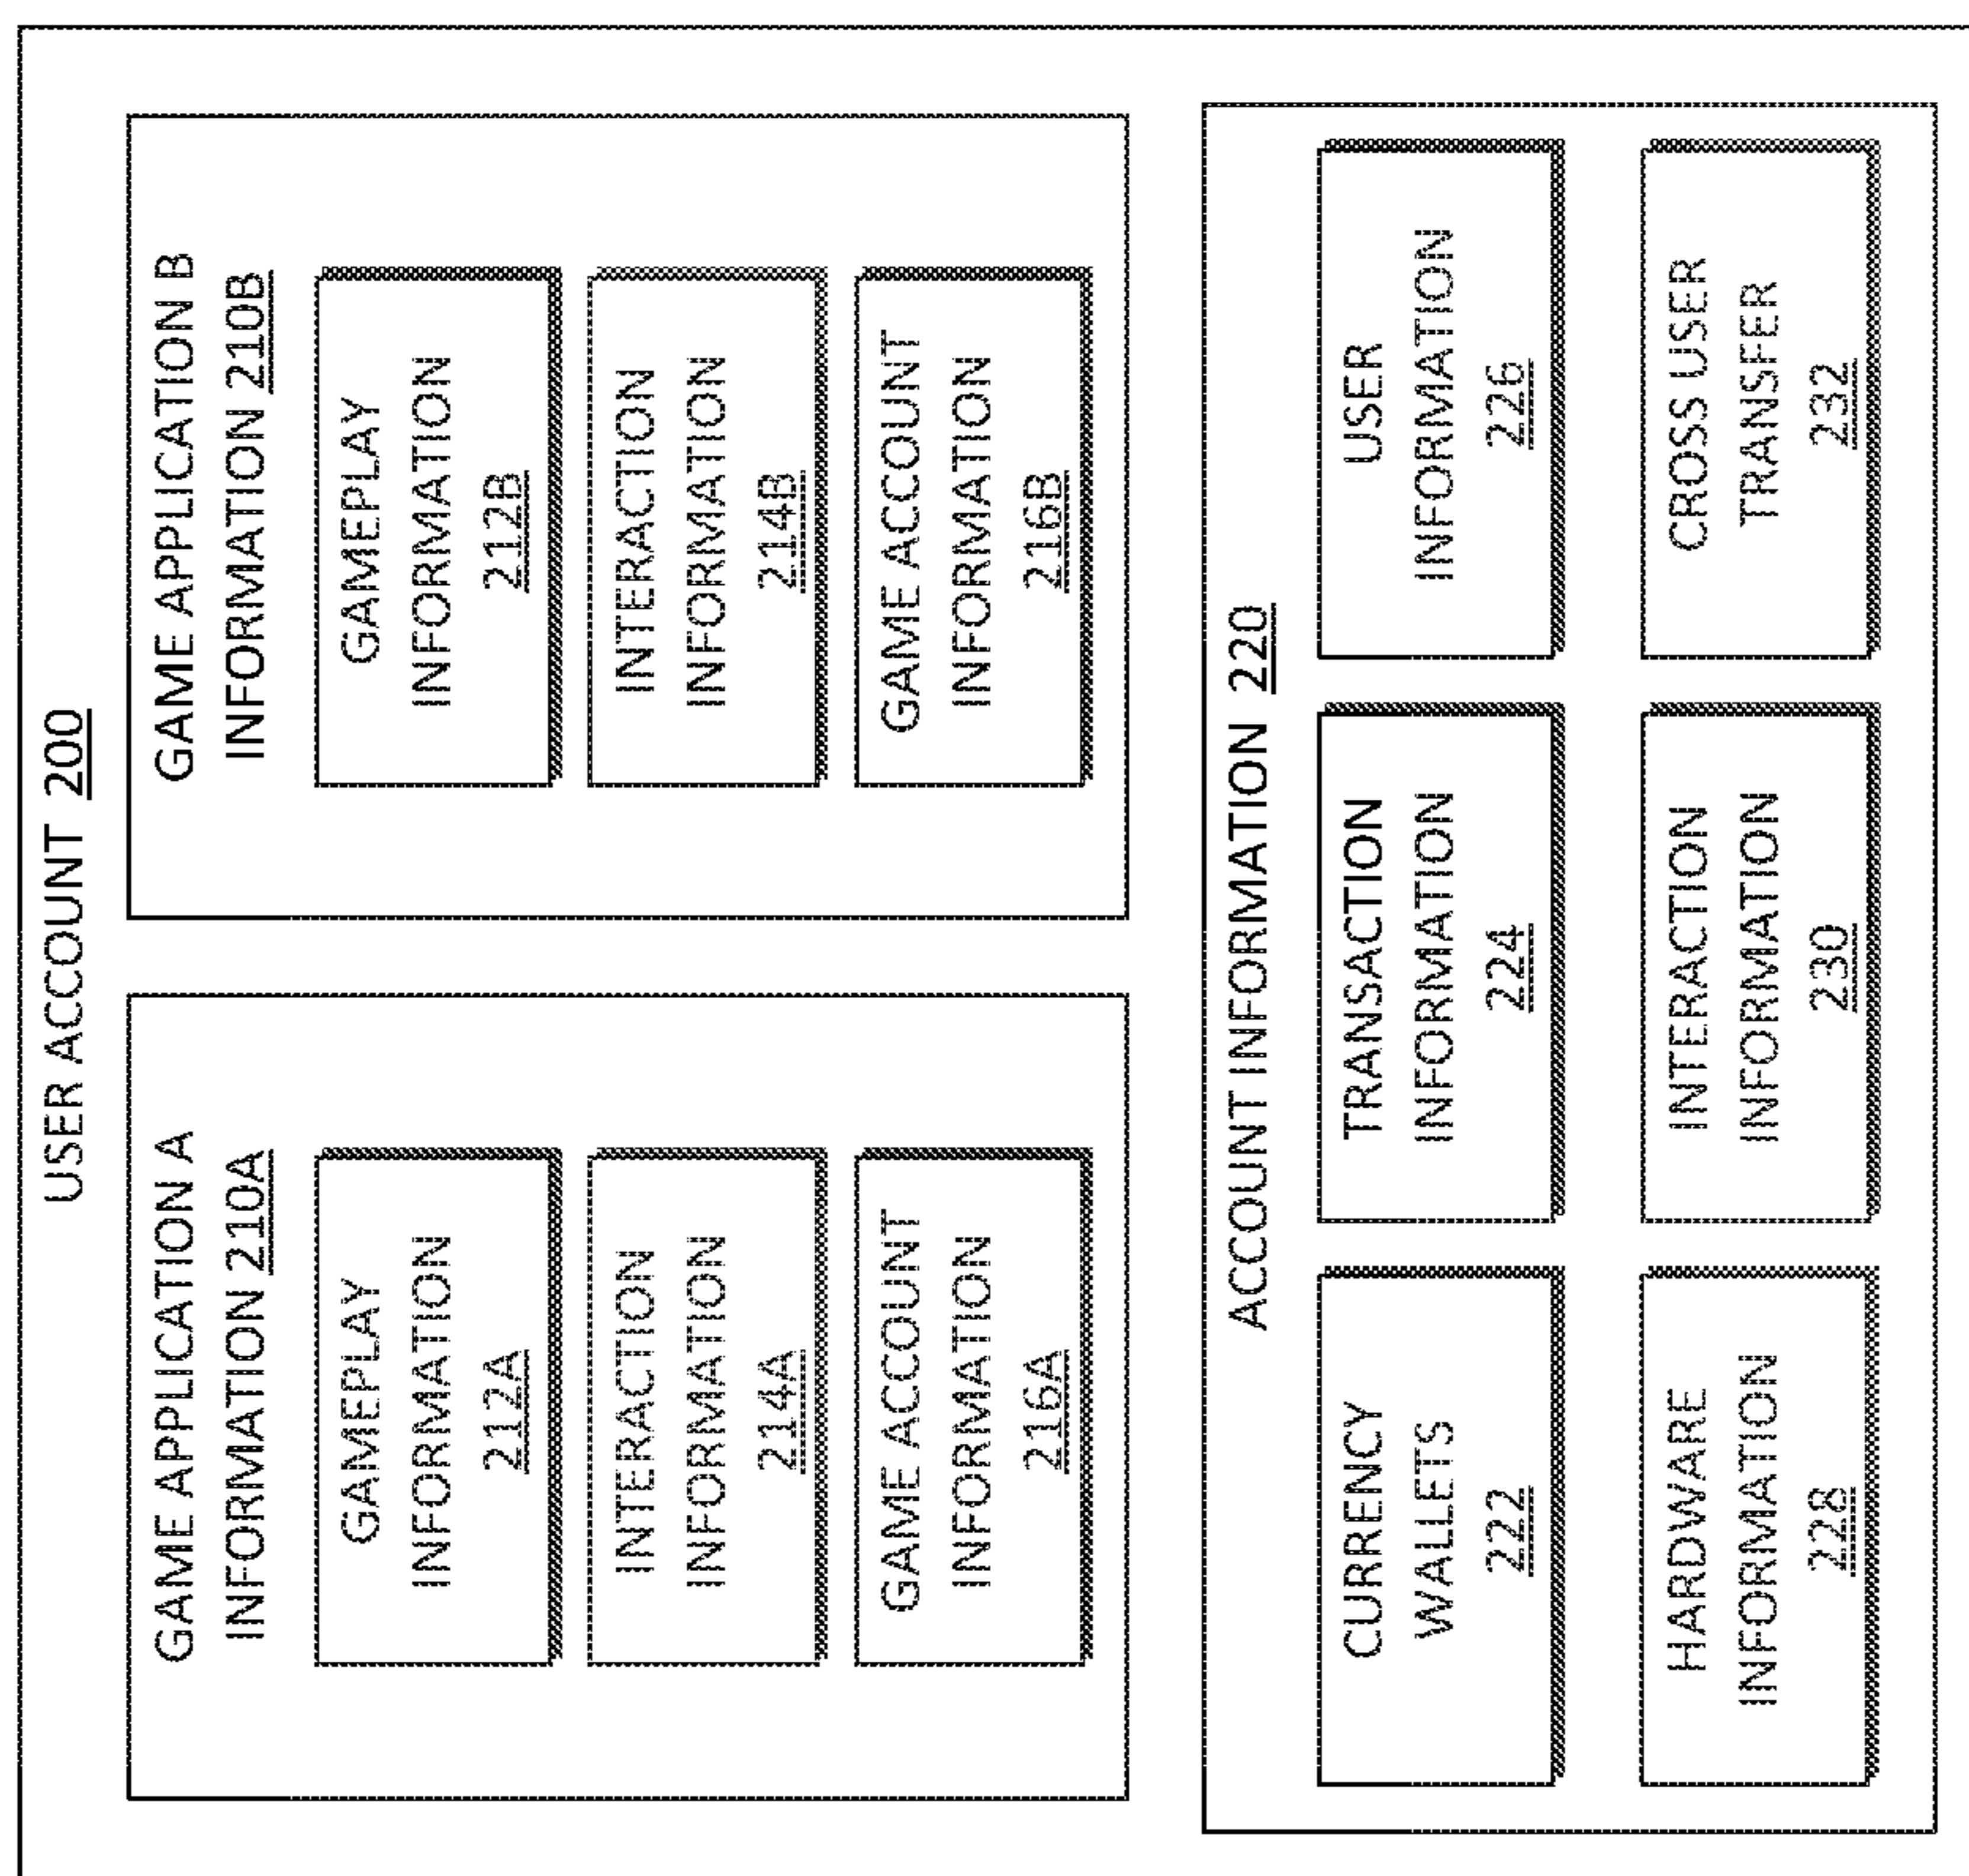 USER ACCOUNT 200
GAME APPLICATION A
INFORMATION 210A
GAMEPLAY
INFORMATION
212A
INTERACTION
INFORMATION
214A
GAME ACCOUNT
INFORMATION
216A
GAME APPLICATION B
INFORMATION 210B
GAMEPLAY
INFORMATION
212B
INTERACTION
INFORMATION
214B
GAME ACCOUNT
INFORMATION
216B
ACCOUNT INFORMATION 220
CURRENCY
WALLETS
222
TRANSACTION
INFORMATION
224
USER
INFORMATION
226
HARDWARE
INFORMATION
228
INTERACTION
INFORMATION
230
CROSS USER
TRANSFER
232